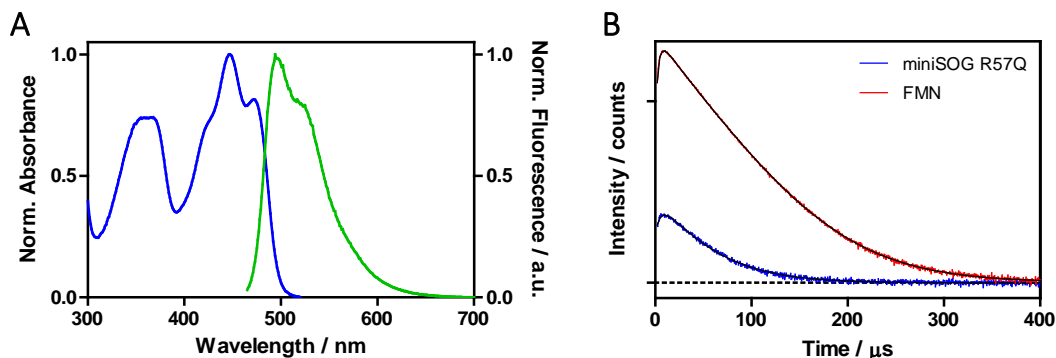 A
1.0
0.5
0.0
Norm. Absorbance
300
400
500
600
700
Wavelength / nm
1.0
0.5
0.0
Norm. Fluorescence / a.u.
B
miniSOG R57Q
FMN
Intensity / counts
0
100
200
300
400
Time / μs